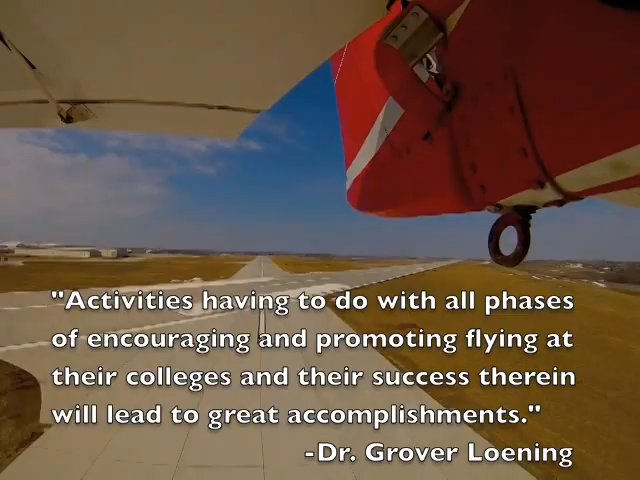 "Activities having to do with all phases
of encouraging and promoting flying at
their colleges and their success therein
will lead to great accomplishments."
-Dr. Grover Loening